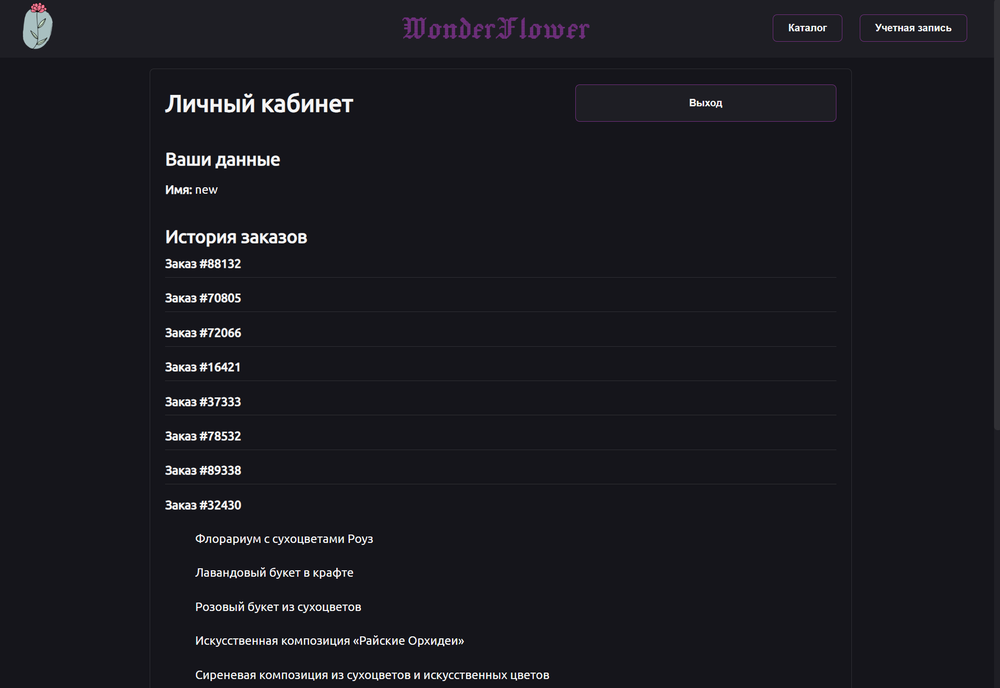 WonderFlower
Каталог
Учетная запись
Личный кабинет
Выход
Ваши данные
Имя: new
История заказов
Заказ #88132
Заказ #70805
Заказ #72066
Заказ #16421
Заказ #37333
Заказ #78532
Заказ #89338
Заказ #32430
Флорариум с сухоцветами Роуз
Лавандовый букет в крафте
Розовый букет из сухоцветов
Искусственная композиция «Райские Орхидеи»
Сиреневая композиция из сухоцветов и искусственных цветов